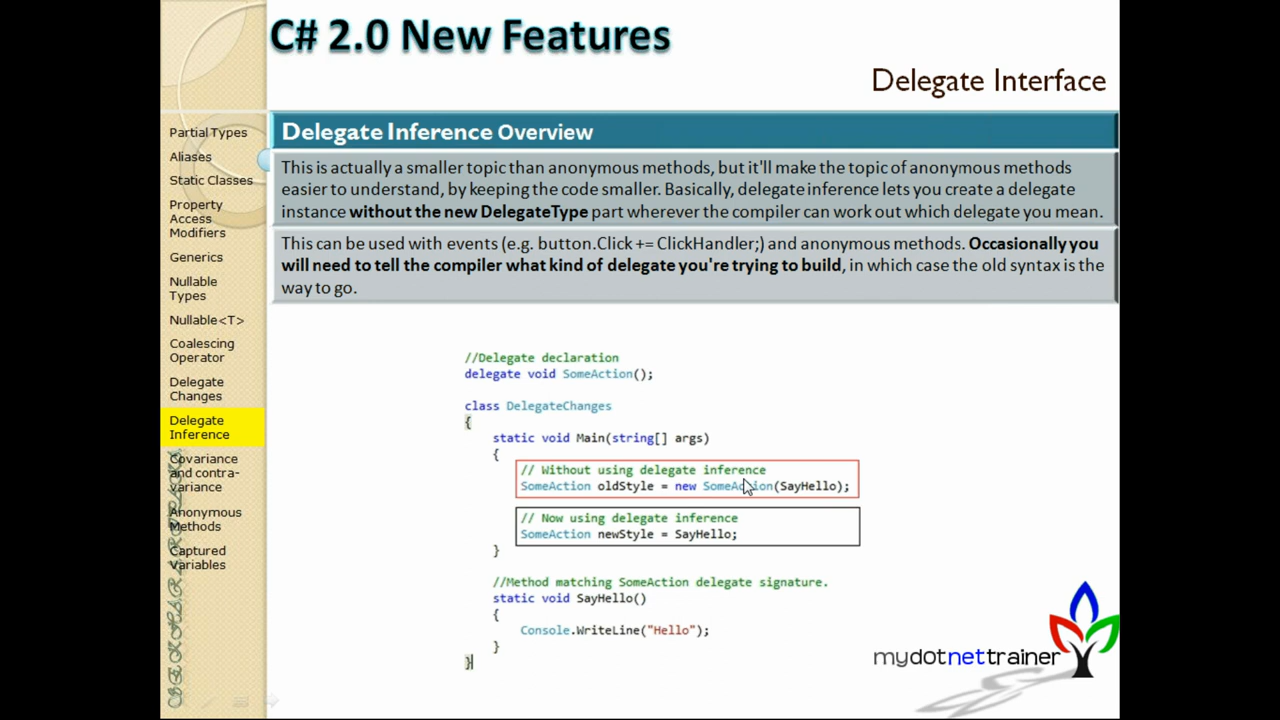 C# 2.0 New Features
Delegate Interface
Partial Types
Aliases
Static Classes
Property
Access
Modifiers
Generics
Nullable
Types
Nullable<T>
Coalescing
Operator
Delegate
Changes
Delegate
Inference
Covariance
and contra-
variance
Anonymous
Methods
Captured
Variables
Delegate Inference Overview
This is actually a smaller topic than anonymous methods, but it'll make the topic of anonymous methods
easier to understand, by keeping the code smaller. Basically, delegate inference lets you create a delegate
instance without the new DelegateType part wherever the compiler can work out which delegate you mean.
This can be used with events (e.g. button.Click += ClickHandler;) and anonymous methods. Occasionally you
will need to tell the compiler what kind of delegate you're trying to build, in which case the old syntax is the
way to go.
//Delegate declaration
delegate void SomeAction();
class DelegateChanges
{
static void Main(string[] args)
{
// Without using delegate inference
SomeAction oldStyle = new SomeAction(SayHello);
// Now using delegate inference
SomeAction newStyle = SayHello;
}
//Method matching SomeAction delegate signature.
static void SayHello()
{
Console.WriteLine("Hello");
}
}
mydotnettrainer